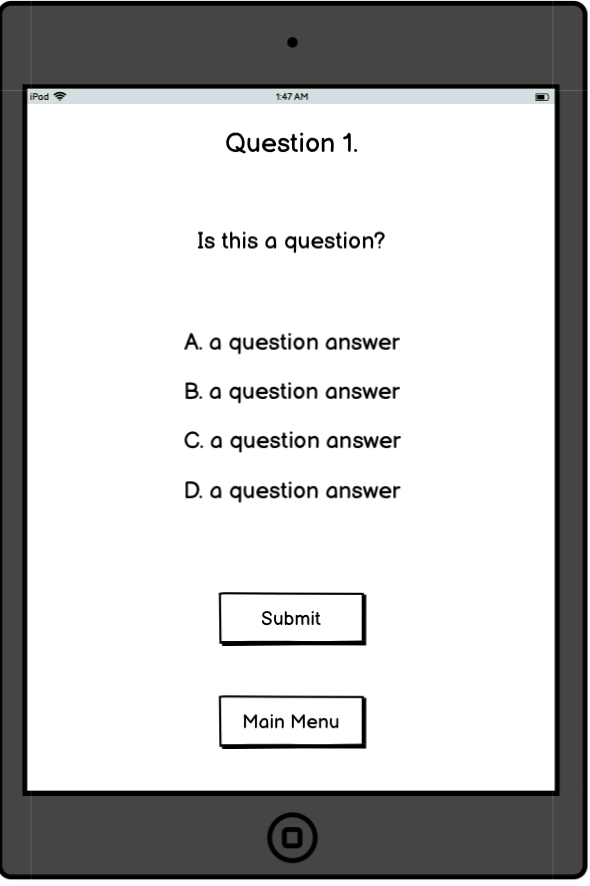 iPod
1:47 AM
Question 1.
Is this a question?
A. a question answer
B. a question answer
C. a question answer
D. a question answer
Submit
Main Menu